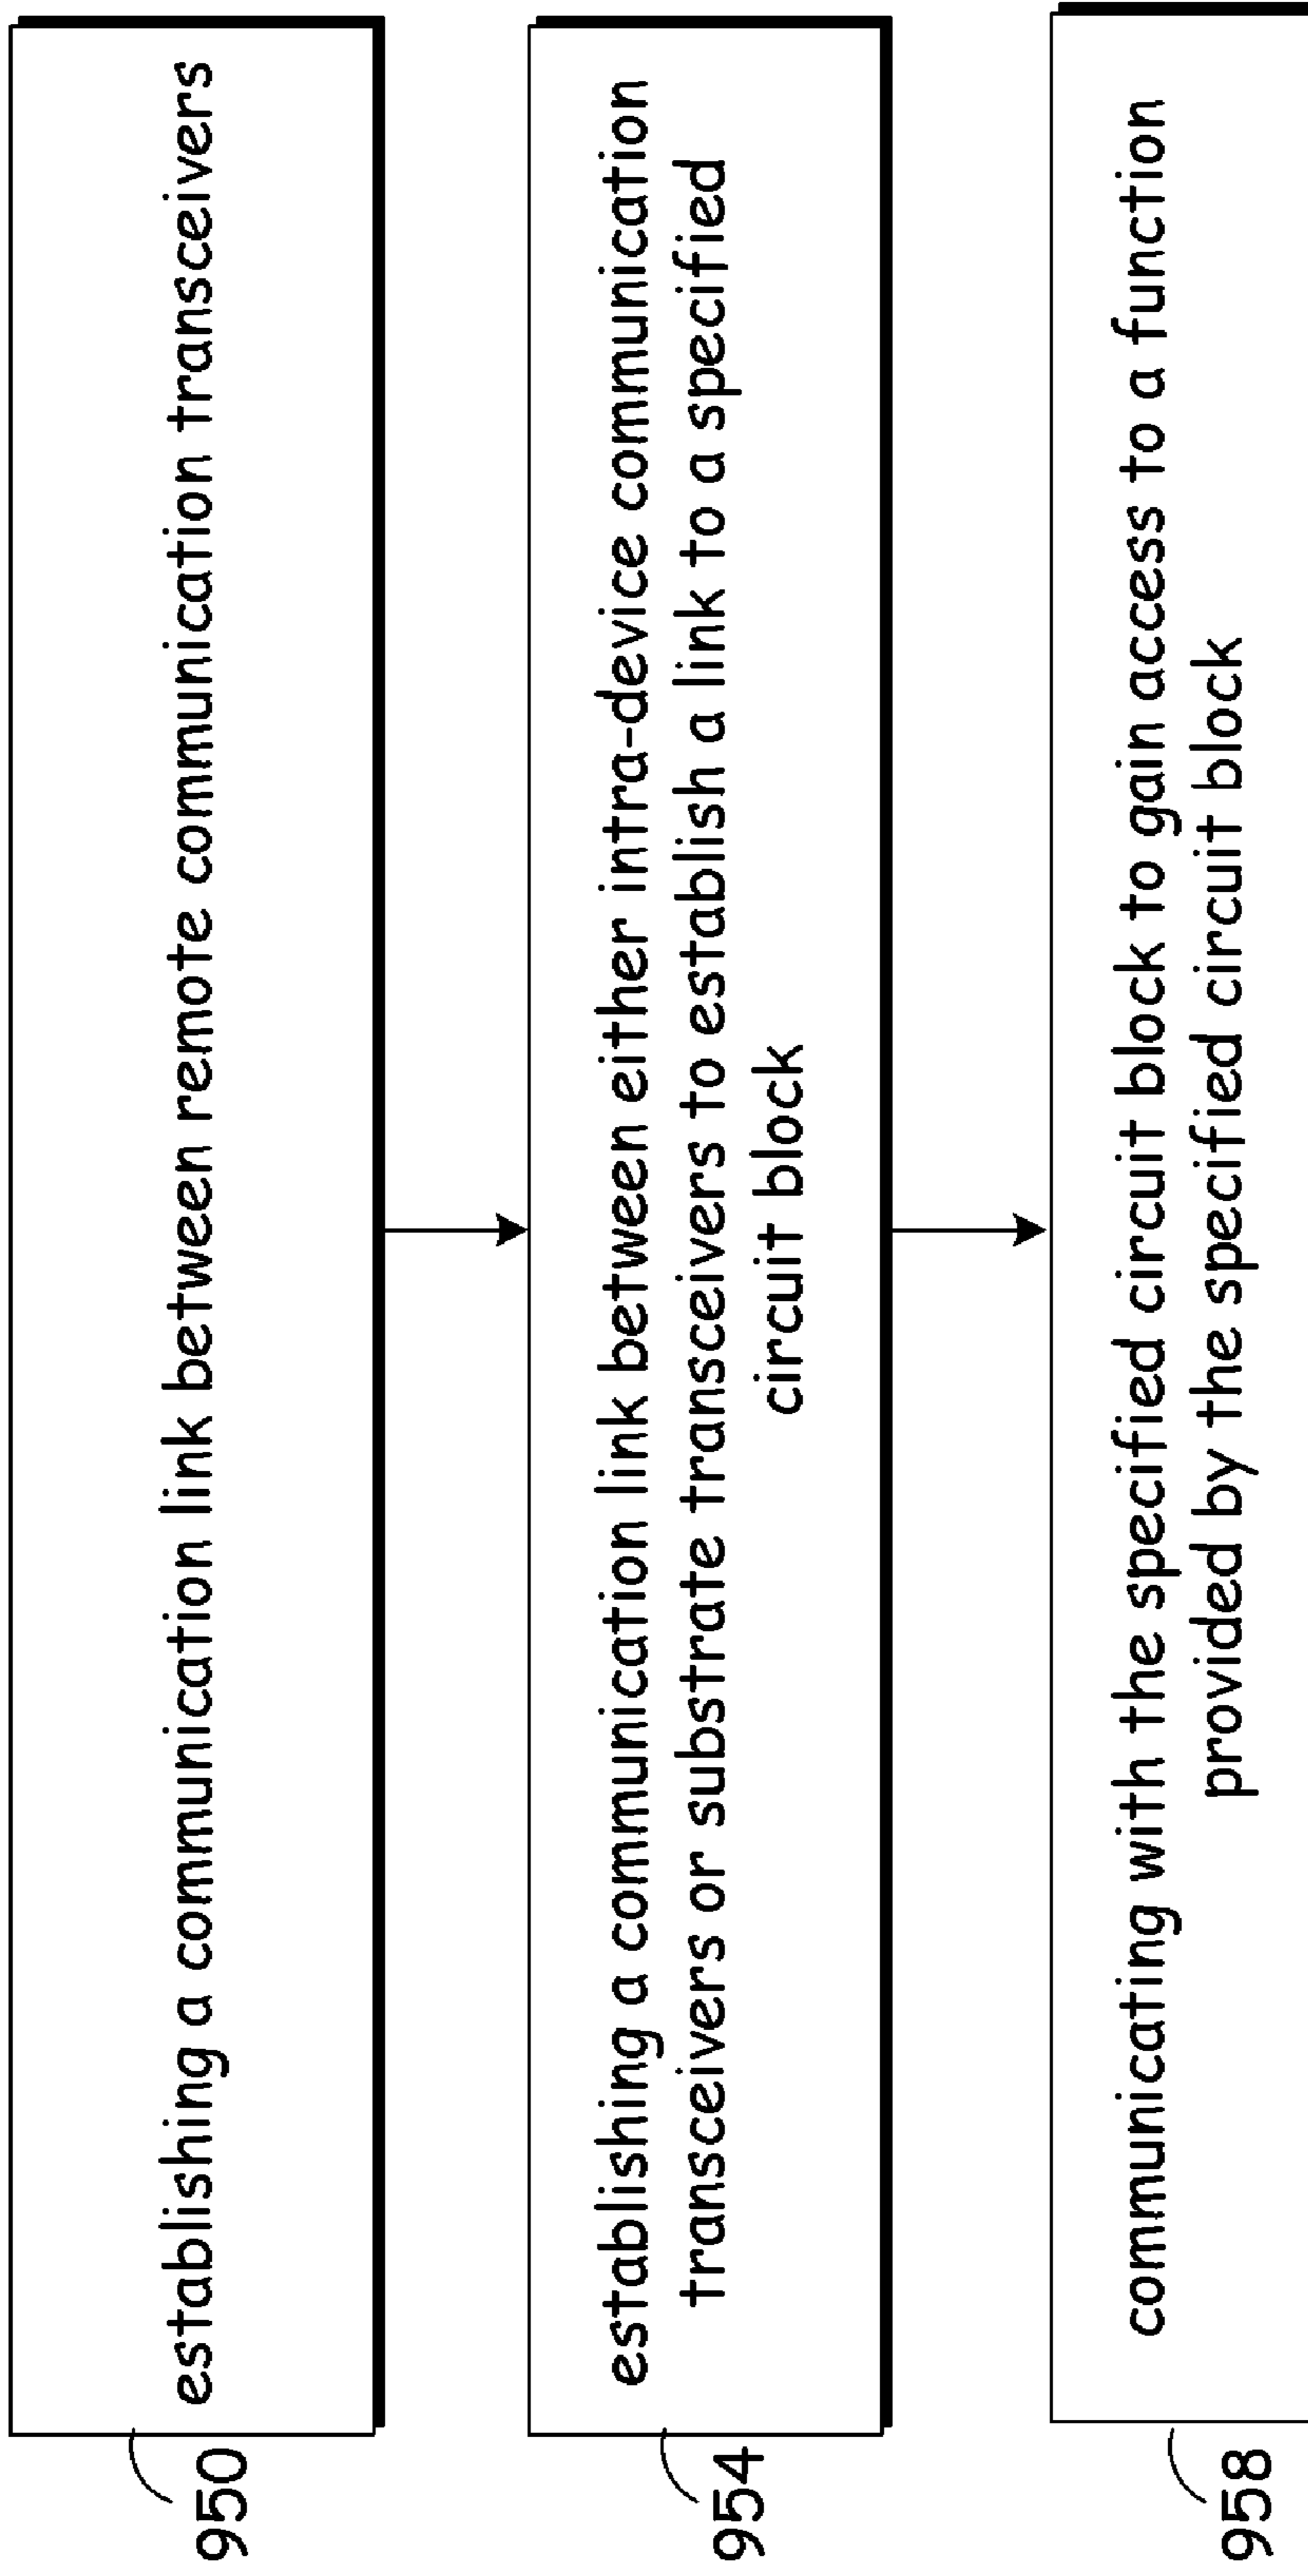 establishing a communication link between remote communication transceivers
950
establishing a communication link between either intra-device communication
transceivers or substrate transceivers to establish a link to a specified
circuit block
954
communicating with the specified circuit block to gain access to a function
provided by the specified circuit block
958